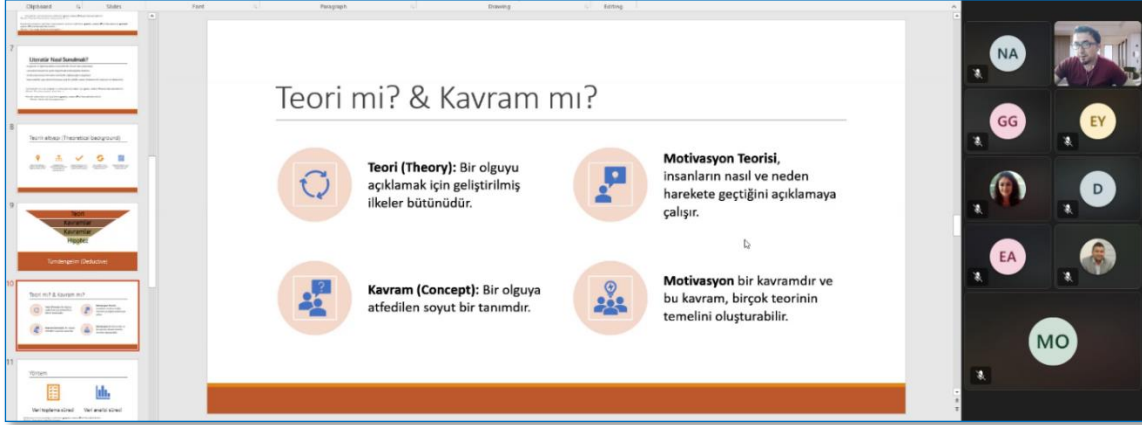 Clipboard
Slides
Font
Paragraph
Drawing
Editing
7
Literatür Nasıl Sunulmalı?
8
Teorik altyapı (Theoretical background)
9
Teori
Kavramlar
Kavramlar
Hipotez
Tümdengelim (Deductive)
10
Teori mi? & Kavram mı?
11
Yöntem
Veri toplama süreci
Veri analizi süreci
Teori mi? & Kavram mı?
Teori (Theory): Bir olguyu
açıklamak için geliştirilmiş
ilkeler bütünüdür.
Motivasyon Teorisi,
insanların nasıl ve neden
harekete geçtiğini açıklamaya
çalışır.
Kavram (Concept): Bir olguya
atfedilen soyut bir tanımdır.
Motivasyon bir kavramdır ve
bu kavram, birçok teorinin
temelini oluşturabilir.
NA
GG
EY
D
EA
MO